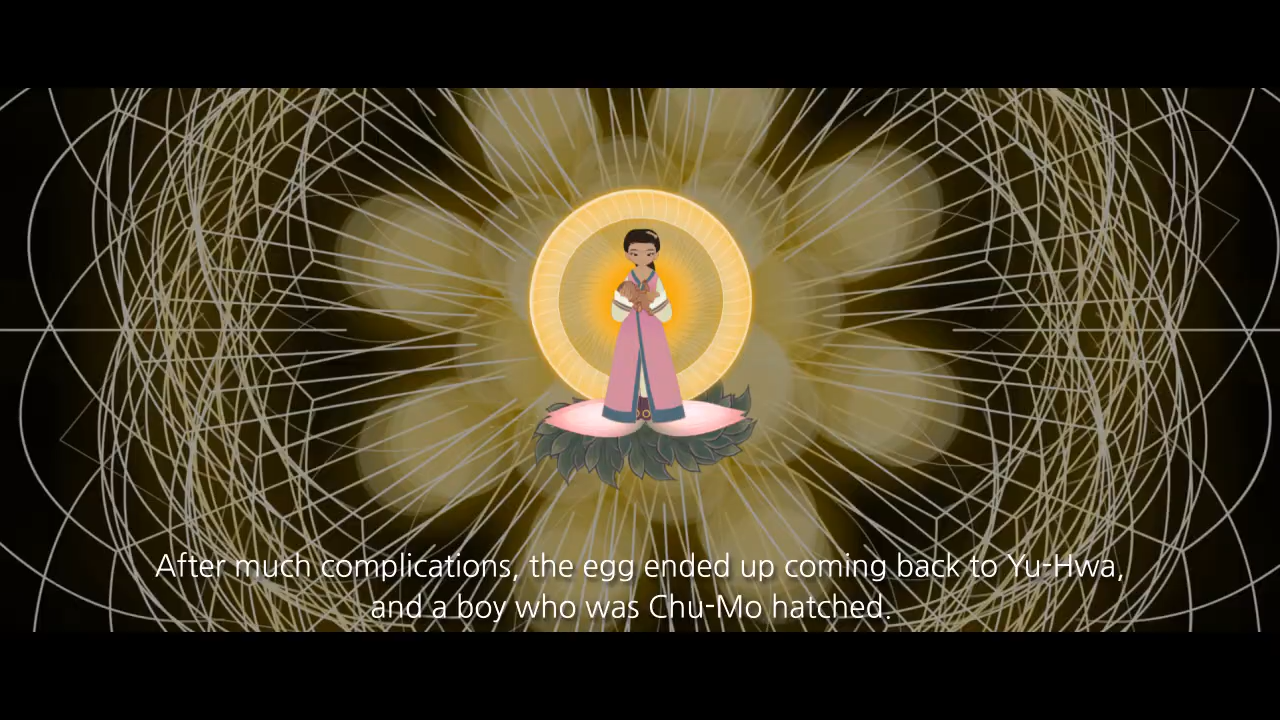 After much complications, the egg ended up coming back to Yu-Hwa,
and a boy who was Chu-Mo hatched.